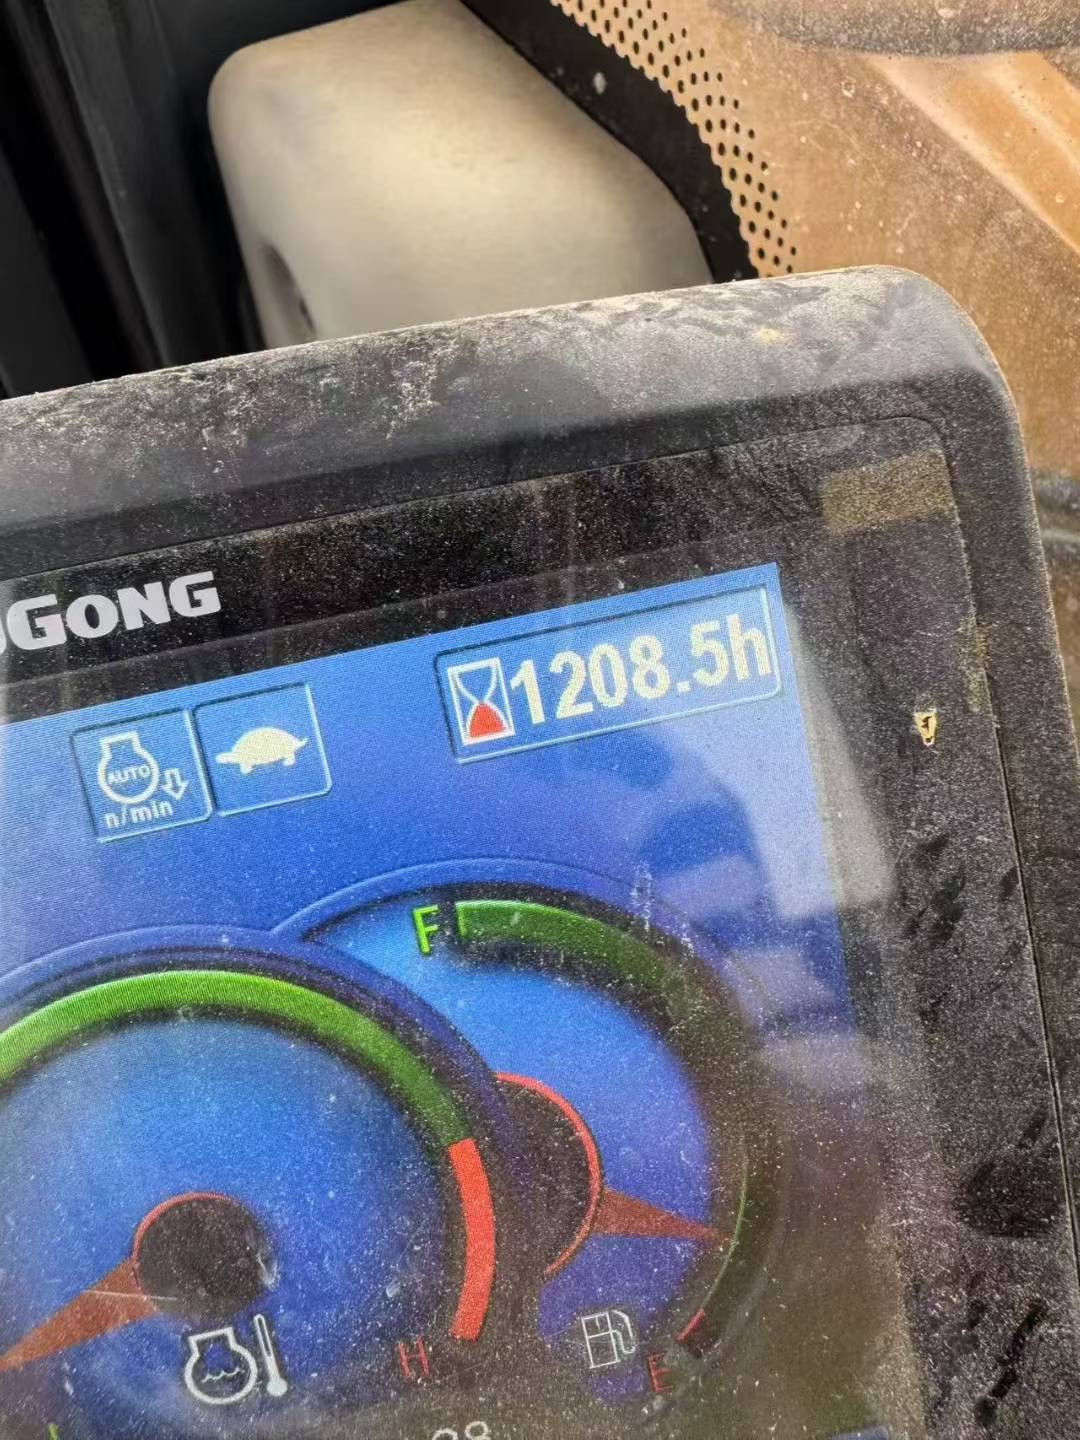 GONG
1208.5h
AUTO
n/min
F
H
E